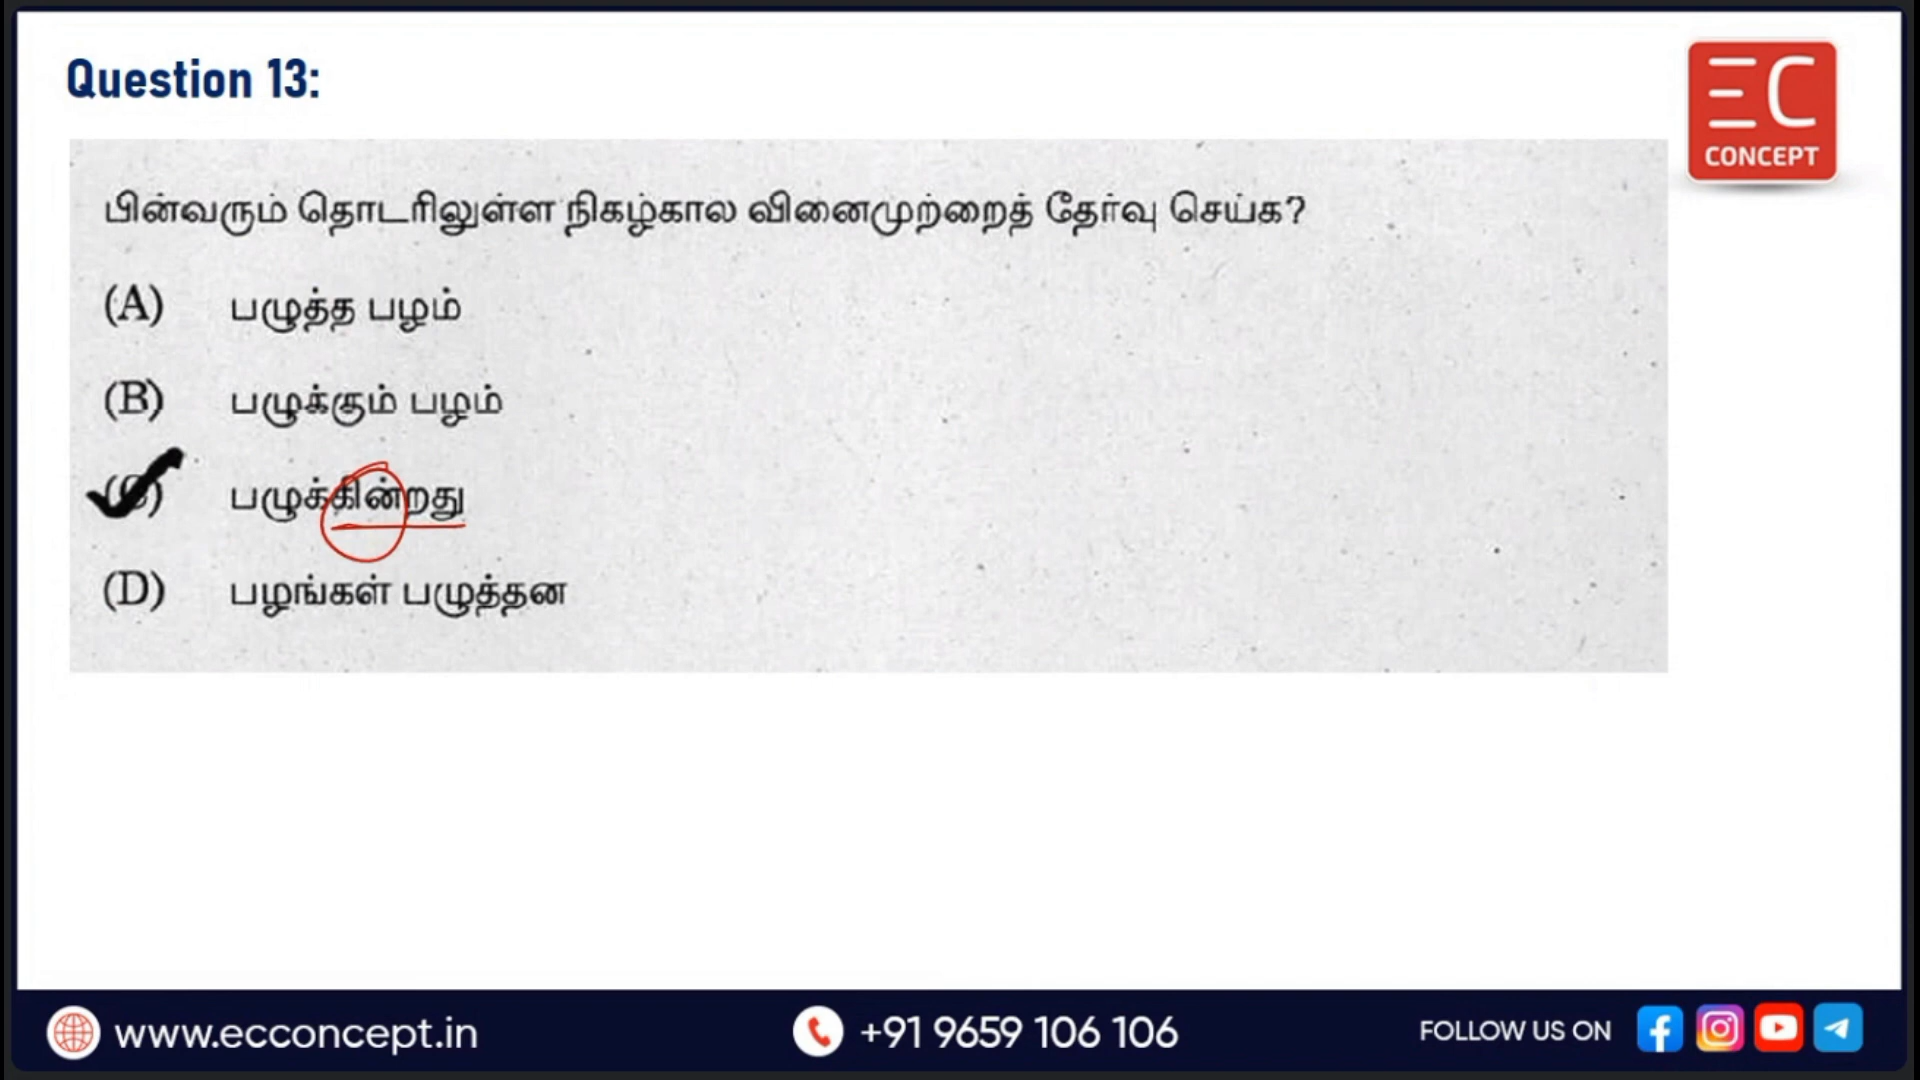 Question 13:
EC
CONCEPT
பின்வரும் தொடரிலுள்ள நிகழ்கால வினைமுற்றைத் தேர்வு செய்க?
(A) பழுத்த பழம்
(B) பழுக்கும் பழம்
(C) பழுக்கின்றது
(D) பழங்கள் பழுத்தன
www.ecconcept.in +91 9659 106 106 FOLLOW US ON